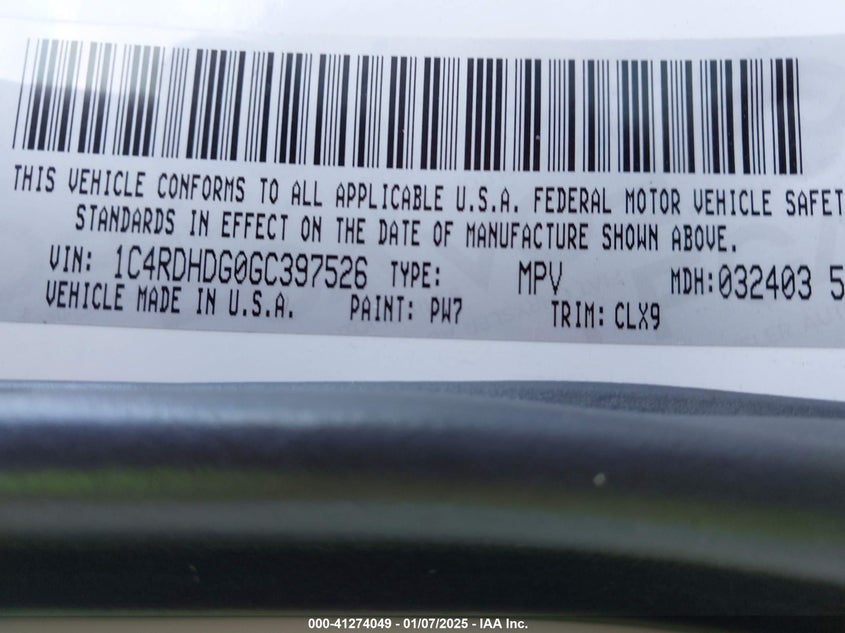 THIS VEHICLE CONFORMS TO ALL APPLICABLE U.S.A. FEDERAL MOTOR VEHICLE SAFET
STANDARDS IN EFFECT ON THE DATE OF MANUFACTURE SHOWN ABOVE.
VIN: 1C4RDHDG0GC397526 TYPE: MPV MDH:032403 5
VEHICLE MADE IN U.S.A. PAINT: PW7 TRIM: CLX9
000-41274049 - 01/07/2025 - IAA Inc.